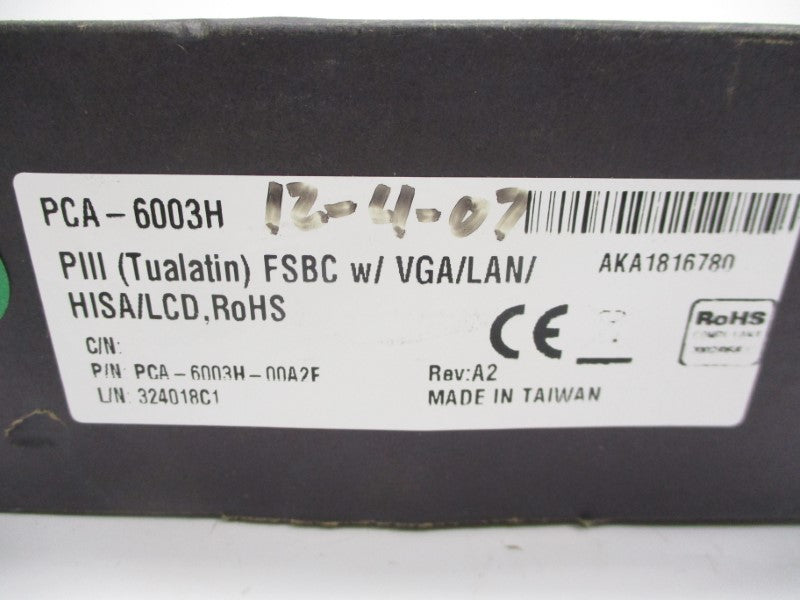 PCA-6003H 12-4-07
PIII (Tualatin) FSBC w/ VGA/LAN/
HISA/LCD,RoHS
AKA1816780
C/N:
P/N: PCA-6003H-00A2E
L/N: 324018C1
CE
RoHS
COMPLIANT
Rev:A2
MADE IN TAIWAN